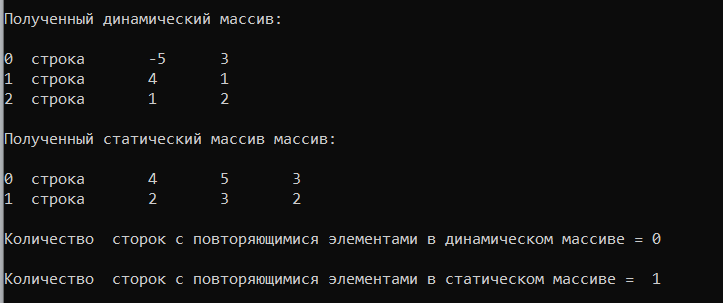 Полученный динамический массив:
0  строка       -5      3
1  строка       4       1
2  строка       1       2
Полученный статический массив массив:
0  строка       4       5       3
1  строка       2       3       2
Количество  сторок с повторяющимися элементами в динамическом массиве = 0
Количество  сторок с повторяющимися элементами в статическом массиве =  1